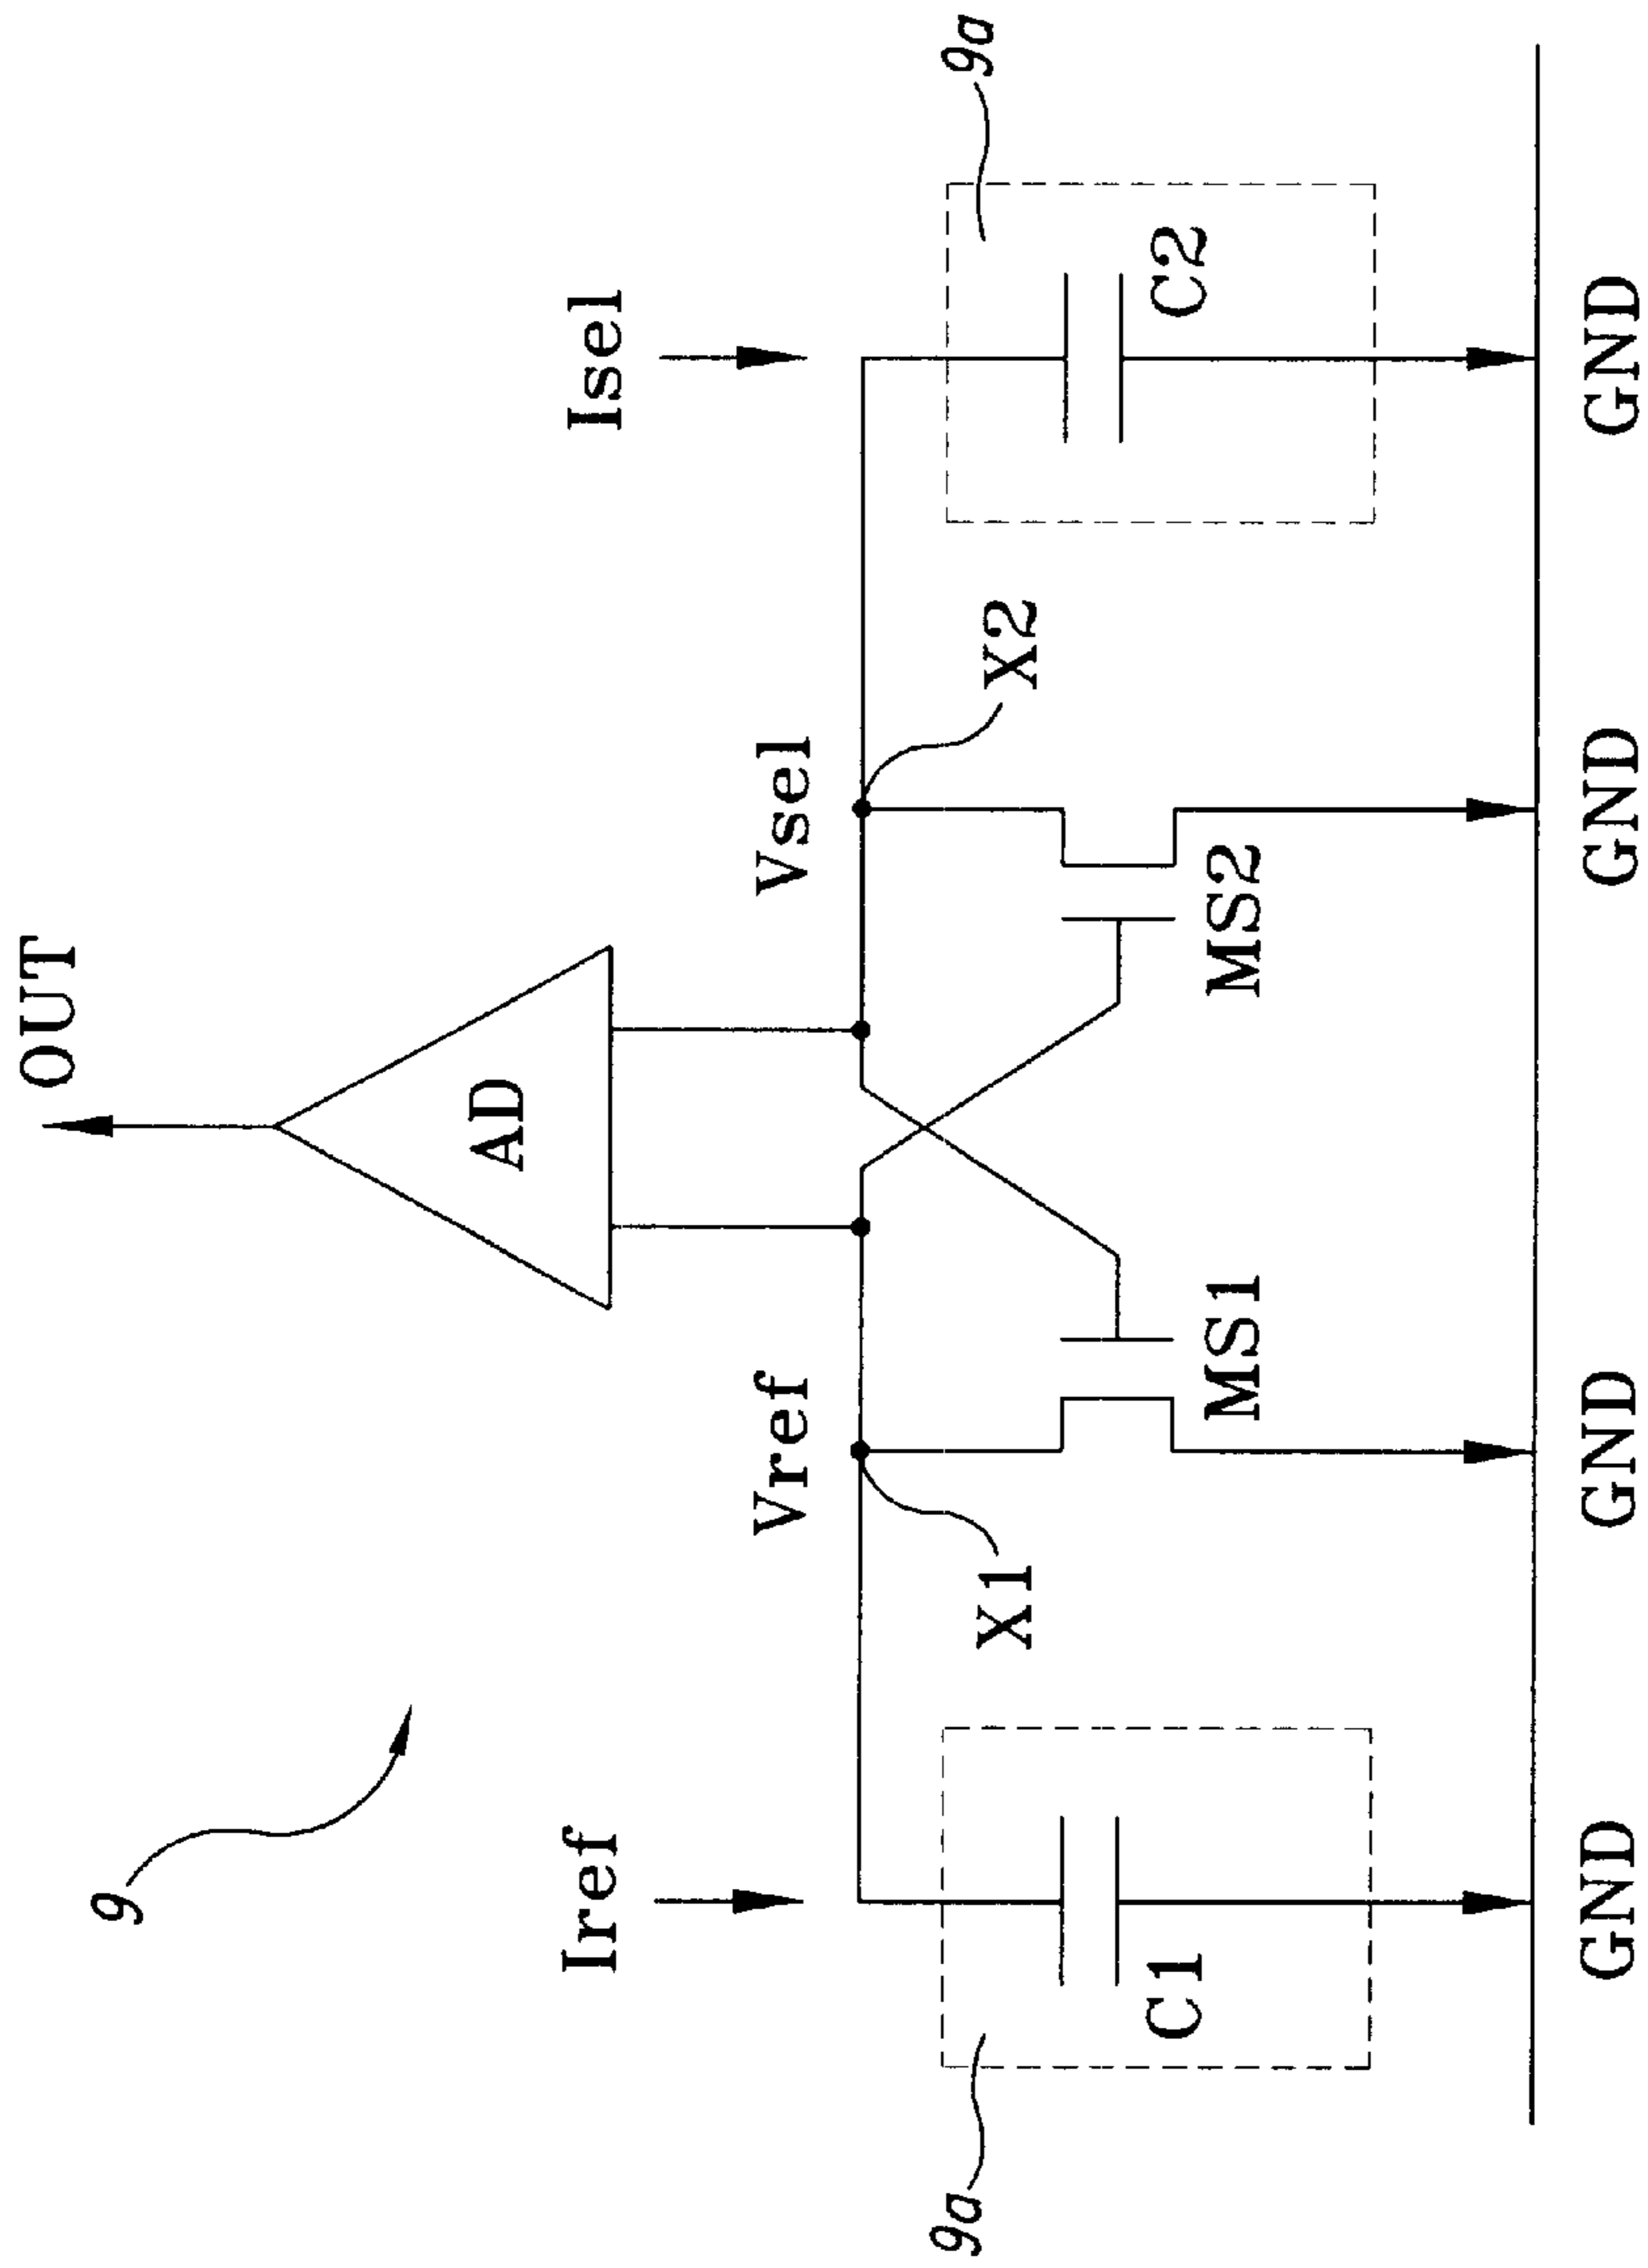 OUT
9
AD
Iref
Isel
Vref
Vsel
9a
9a
X1
X2
C1
C2
MS1
MS2
GND
GND
GND
GND